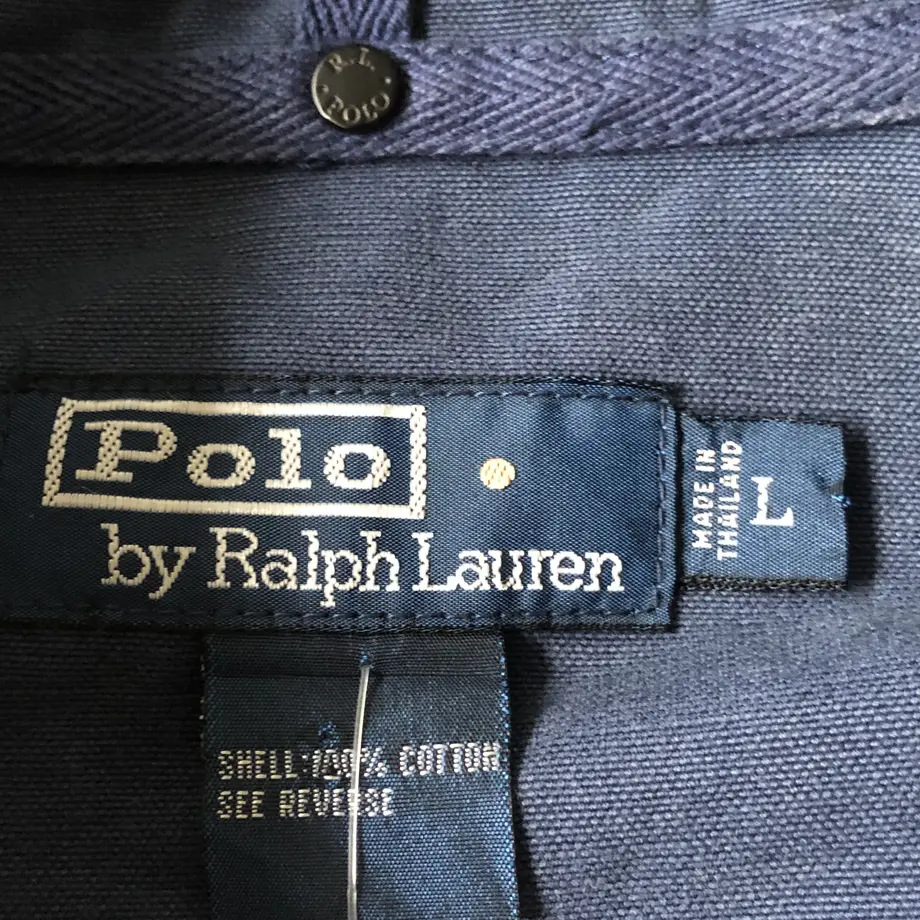 R.L.
POLO
Polo
by Ralph Lauren
MADE IN
THAILAND
L
SHELL:100% COTTON
SEE REVERSE